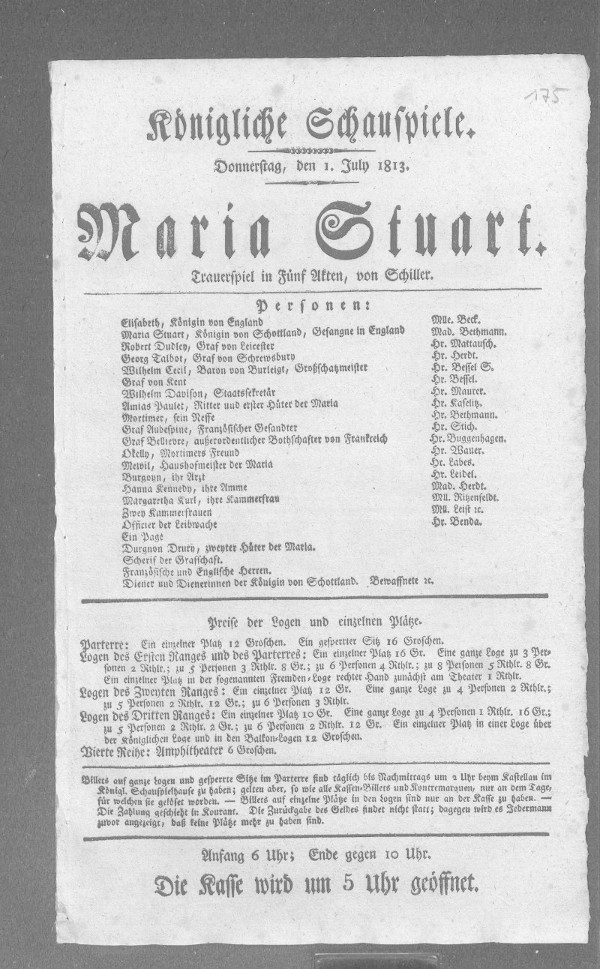 175
Königliche Schauspiele.
Donnerstag, den 1. July 1813.
Maria Stuart.
Trauerspiel in Fünf Akten, von Schiller.
Personen:
Elisabeth, Königin von England Mlle. Beck.
Maria Stuart, Königin von Schottland, Gefangne in England Mad. Bethmann.
Robert Dudley, Graf von Leicester Hr. Mattausch.
Georg Talbot, Graf von Schrewsbury Hr. Herdt.
Wilhelm Cecil, Baron von Burleigt, Großschatzmeister Hr. Bessel S.
Graf von Kent Hr. Bessel.
Wilhelm Davison, Staatssekretär Hr. Maurer.
Amias Paulet, Ritter und erster Hüter der Maria Hr. Kaselitz.
Mortimer, sein Neffe Hr. Bethmann.
Graf Aubespine, Französischer Gesandter Hr. Stich.
Graf Bellievre, außerordentlicher Bothschafter von Frankreich Hr. Buggenhagen.
Okelly, Mortimers Freund Hr. Wauer.
Melvil, Haushofmeister der Maria Hr. Labes.
Burgoyn, ihr Arzt Hr. Leidel.
Hanna Kennedy, ihre Amme Mad. Herdt.
Margaretha Kurl, ihre Kammerfrau Mll. Ritzenfeldt.
Zwey Kammerfrauen Mll. Leist ꝛc.
Officier der Leibwache Hr. Benda.
Ein Page
Durgnon Drury, zweyter Hüter der Maria.
Scherif der Grafschaft.
Französische und Englische Herren.
Diener und Dienerinnen der Königin von Schottland. Bewaffnete ꝛc.
Preise der Logen und einzelnen Plätze.
Parterre: Ein einzelner Platz 12 Groschen. Ein gesperrter Sitz 16 Groschen.
Logen des Ersten Ranges und des Parterres: Ein einzelner Platz 16 Gr. Eine ganze Loge zu 3 Per-
sonen 2 Rthlr.; zu 5 Personen 3 Rthlr. 8 Gr.; zu 6 Personen 4 Rthlr.; zu 8 Personen 5 Rthlr. 8 Gr.
Ein einzelner Platz in der sogenannten Fremden-Loge rechter Hand zunächst am Theater 1 Rthlr.
Logen des Zweyten Ranges: Ein einzelner Platz 12 Gr. Eine ganze Loge zu 4 Personen 2 Rthlr.;
zu 5 Personen 2 Rthlr. 12 Gr.; zu 6 Personen 3 Rthlr.
Logen des Dritten Ranges: Ein einzelner Platz 10 Gr. Eine ganze Loge zu 4 Personen 1 Rthlr. 16 Gr.;
zu 5 Personen 2 Rthlr. 2 Gr.; zu 6 Personen 2 Rthlr. 12 Gr. Ein einzelner Platz in einer Loge über
der Königlichen Loge und in den Balkon-Logen 12 Groschen.
Vierte Reihe: Amphitheater 6 Groschen.
Billets auf ganze Logen und gesperrte Sitze im Parterre sind täglich bis Nachmittags um 2 Uhr beym Kastellan im
Königl. Schauspielhause zu haben; gelten aber, so wie alle Kassen-Billets und Kontremarquen, nur an dem Tage,
für welchen sie gelöset worden. — Billets auf einzelne Plätze in den Logen sind nur an der Kasse zu haben. —
Die Zahlung geschieht in Kourant. Die Zurückgabe des Geldes findet nicht statt; dagegen wird es Jedermann
zuvor angezeigt, daß keine Plätze mehr zu haben sind.
Anfang 6 Uhr; Ende gegen 10 Uhr.
Die Kasse wird um 5 Uhr geöffnet.